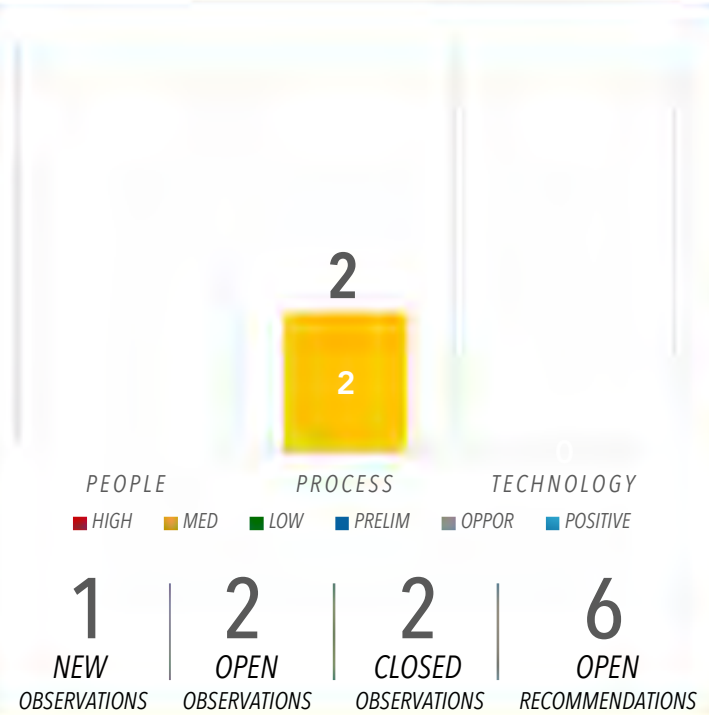 2
2
0
PEOPLE PROCESS TECHNOLOGY
HIGH MED LOW PRELIM OPPOR POSITIVE
1 2 2 6
NEW OPEN CLOSED OPEN
OBSERVATIONS OBSERVATIONS OBSERVATIONS RECOMMENDATIONS